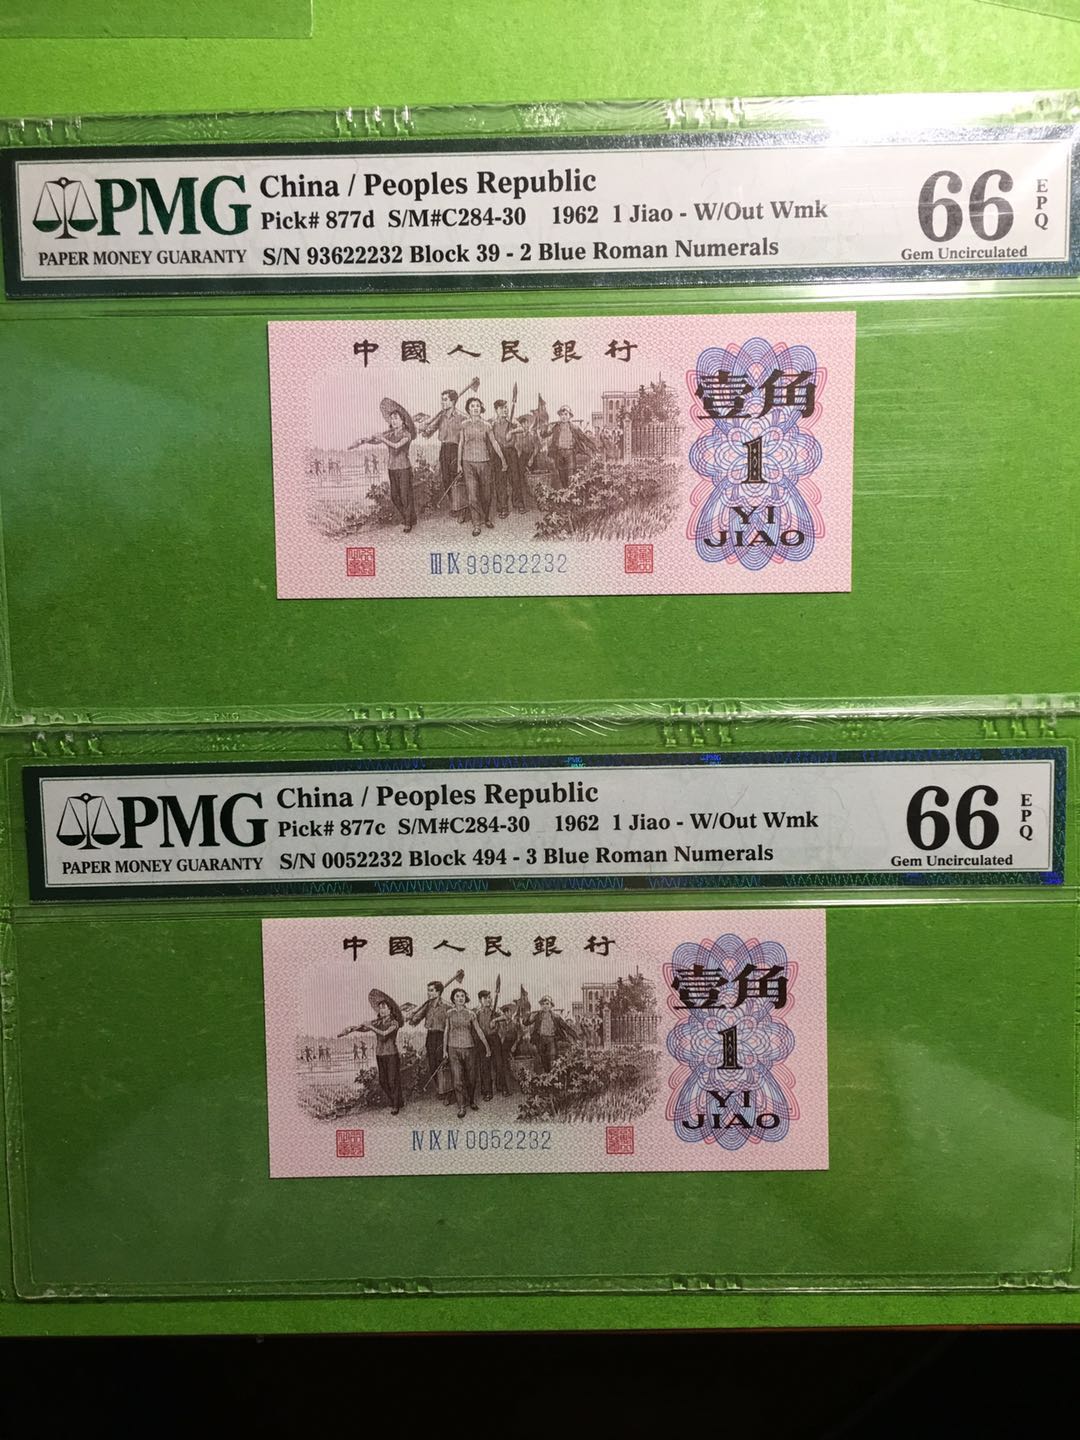 PMG
PAPER MONEY GUARANTY
China / Peoples Republic
Pick# 877d S/M#C284-30 1962 1 Jiao - W/Out Wmk
S/N 93622232 Block 39 - 2 Blue Roman Numerals
66
EPQ
Gem Uncirculated
中國人民銀行
壹角
1
YI
JIAO
III IX 93622232
PMG
PMG
PAPER MONEY GUARANTY
China / Peoples Republic
Pick# 877c S/M#C284-30 1962 1 Jiao - W/Out Wmk
S/N 0052232 Block 494 - 3 Blue Roman Numerals
66
EPQ
Gem Uncirculated
中國人民銀行
壹角
1
YI
JIAO
IV IX IV 0052232